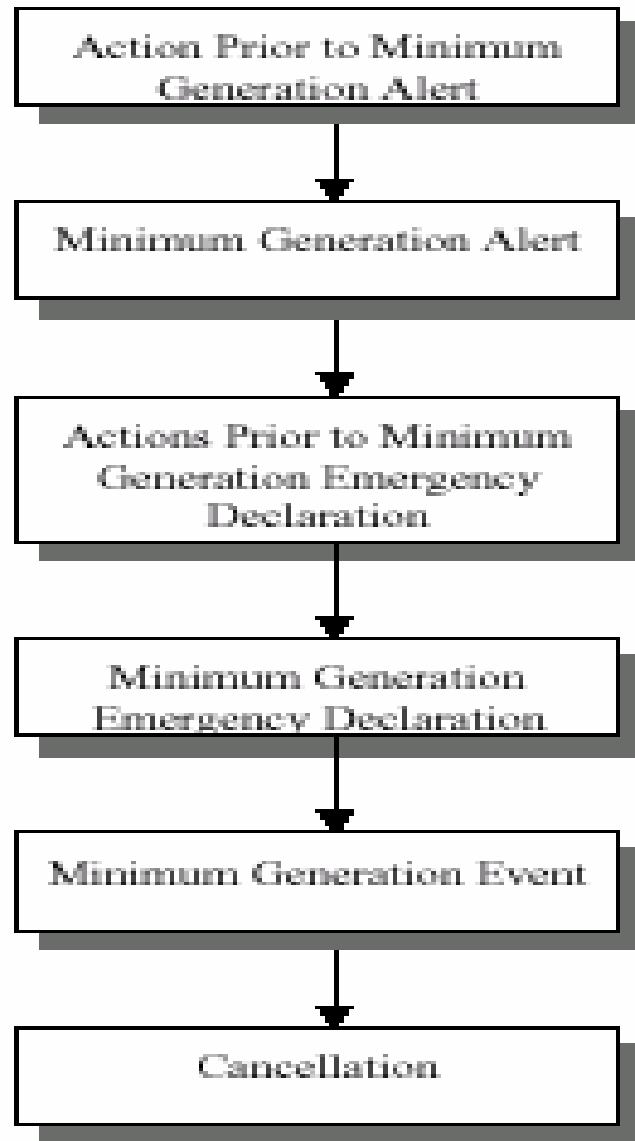 Action Prior to Minimum
Generation Alert
Minimum Generation Alert
Actions Prior to Minimum
Generation Emergency
Declaration
Minimum Generation
Emergency Declaration
Minimum Generation Event
Cancellation